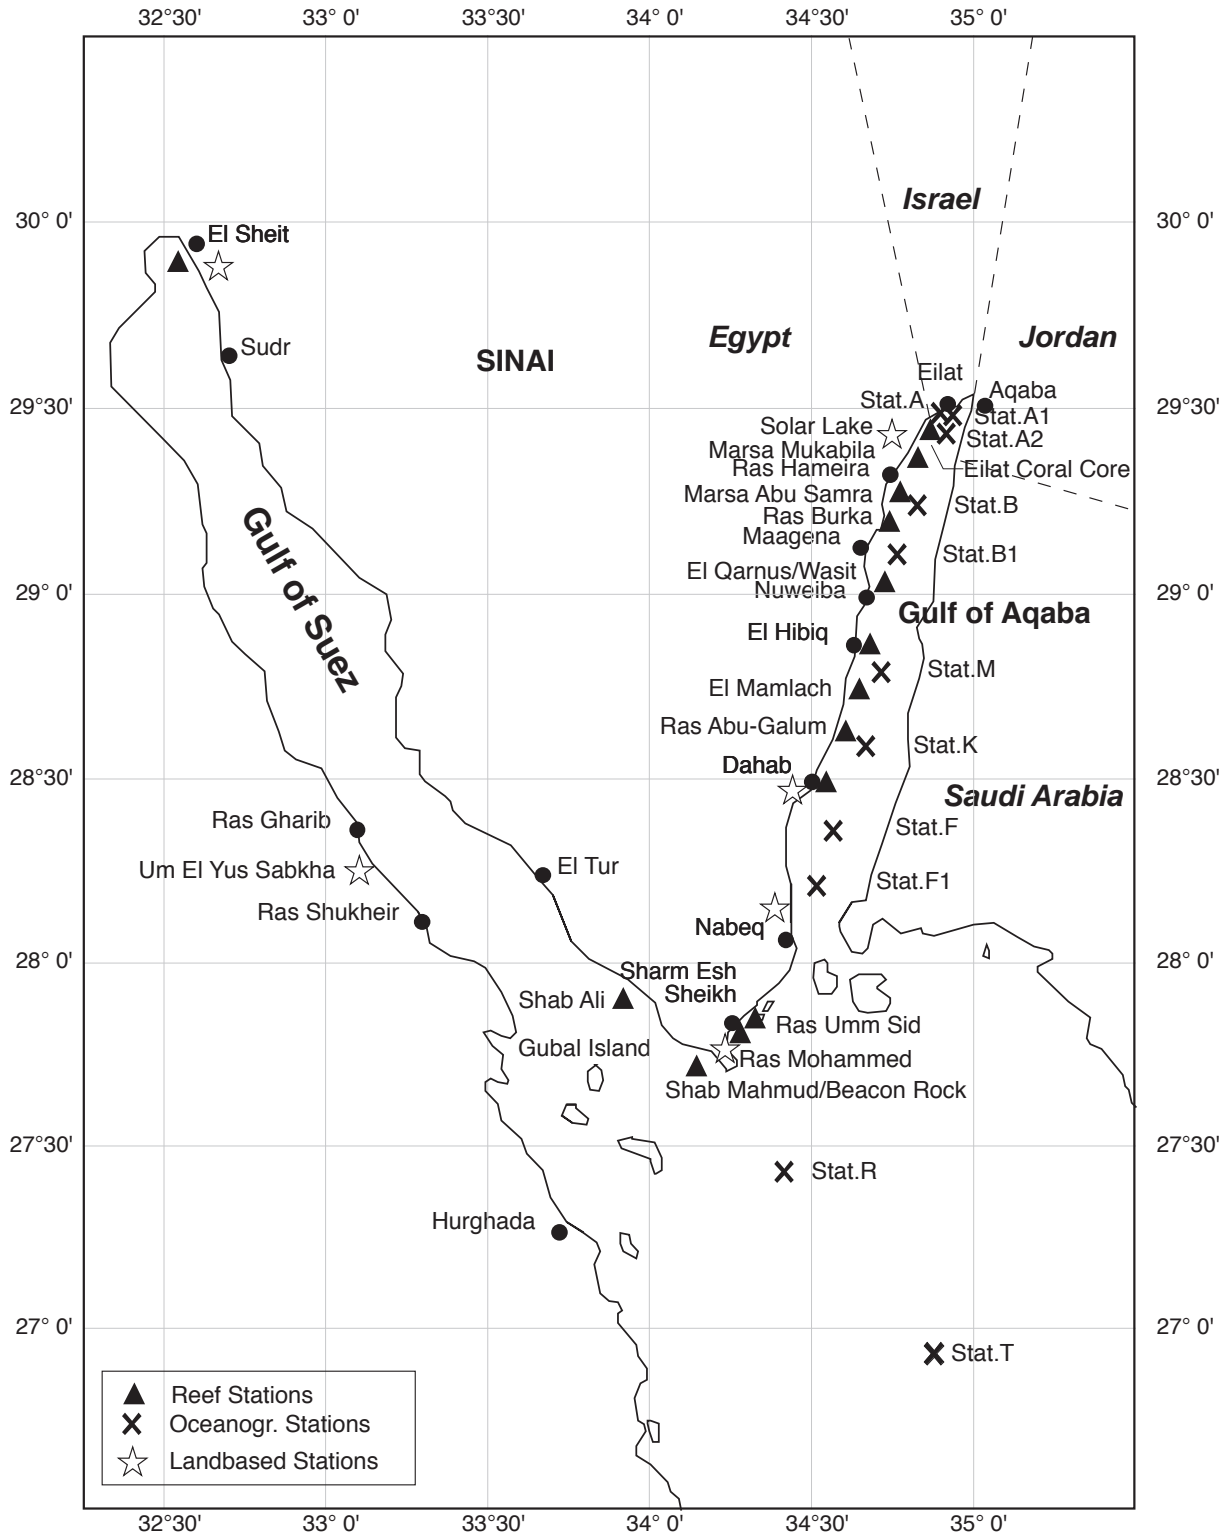 32°30' 33° 0' 33°30' 34° 0' 34°30' 35° 0'
Israel
30° 0' 30° 0'
El Sheit
Egypt Jordan
Sudr
SINAI
Eilat
Aqaba
Stat.A
29°30' 29°30'
Stat.A1
Solar Lake
Stat.A2
Marsa Mukabila
Ras Hameira
Eilat Coral Core
Marsa Abu Samra
Stat.B
Ras Burka
Maagena
Gulf of Suez
Stat.B1
El Qarnus/Wasit
Nuweiba
29° 0' 29° 0'
Gulf of Aqaba
El Hibiq
Stat.M
El Mamlach
Ras Abu-Galum
Stat.K
Dahab
28°30' 28°30'
Saudi Arabia
Ras Gharib
Stat.F
Um El Yus Sabkha
El Tur
Stat.F1
Ras Shukheir
Nabeq
28° 0' 28° 0'
Sharm Esh
Sheikh
Shab Ali
Ras Umm Sid
Gubal Island
Ras Mohammed
Shab Mahmud/Beacon Rock
27°30' 27°30'
Stat.R
Hurghada
27° 0' 27° 0'
Stat.T
Reef Stations
Oceanogr. Stations
Landbased Stations
32°30' 33° 0' 33°30' 34° 0' 34°30' 35° 0'